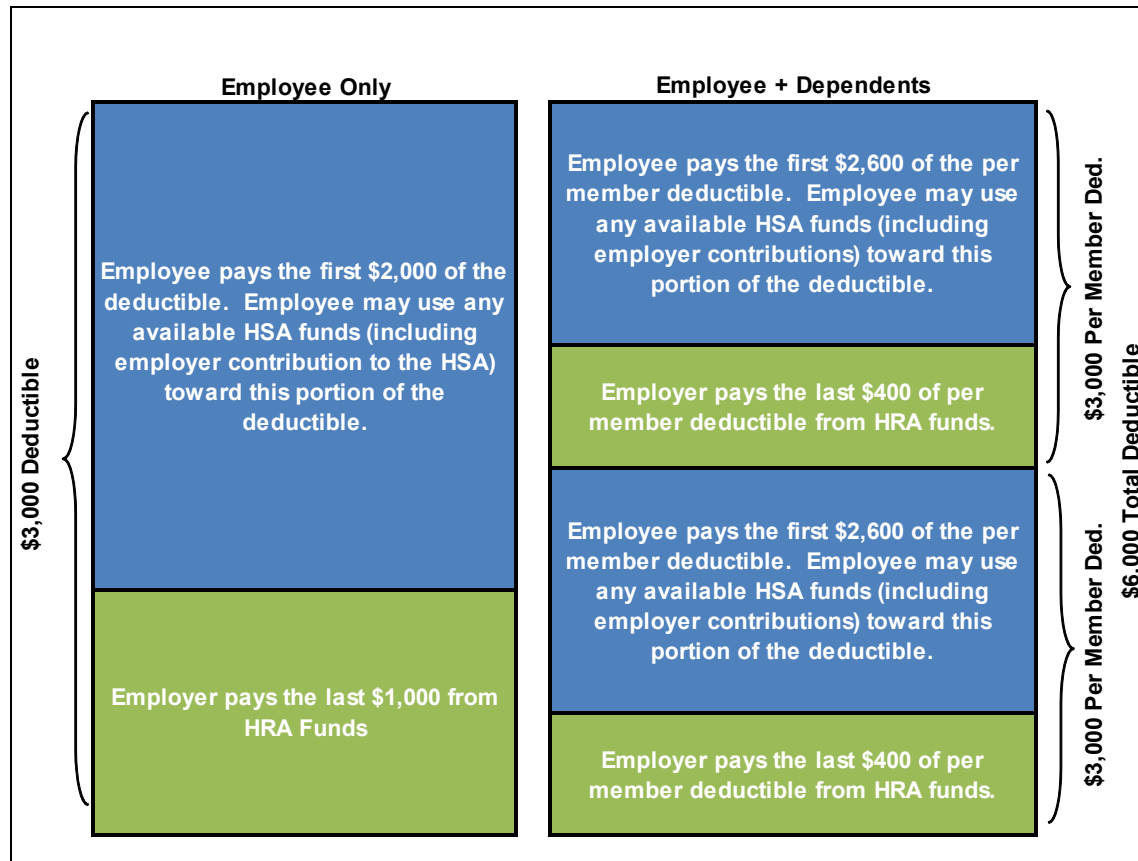 Employee Only
$3,000 Deductible
Employee pays the first $2,000 of the
deductible.  Employee may use any
available HSA funds (including
employer contribution to the HSA)
toward this portion of the
deductible.
Employer pays the last $1,000 from
HRA Funds
Employee + Dependents
Employee pays the first $2,600 of the per
member deductible.  Employee may use
any available HSA funds (including
employer contributions) toward this
portion of the deductible.
Employer pays the last $400 of per
member deductible from HRA funds.
$3,000 Per Member Ded.
Employee pays the first $2,600 of the per
member deductible.  Employee may use
any available HSA funds (including
employer contributions) toward this
portion of the deductible.
Employer pays the last $400 of per
member deductible from HRA funds.
$3,000 Per Member Ded.
$6,000 Total Deductible